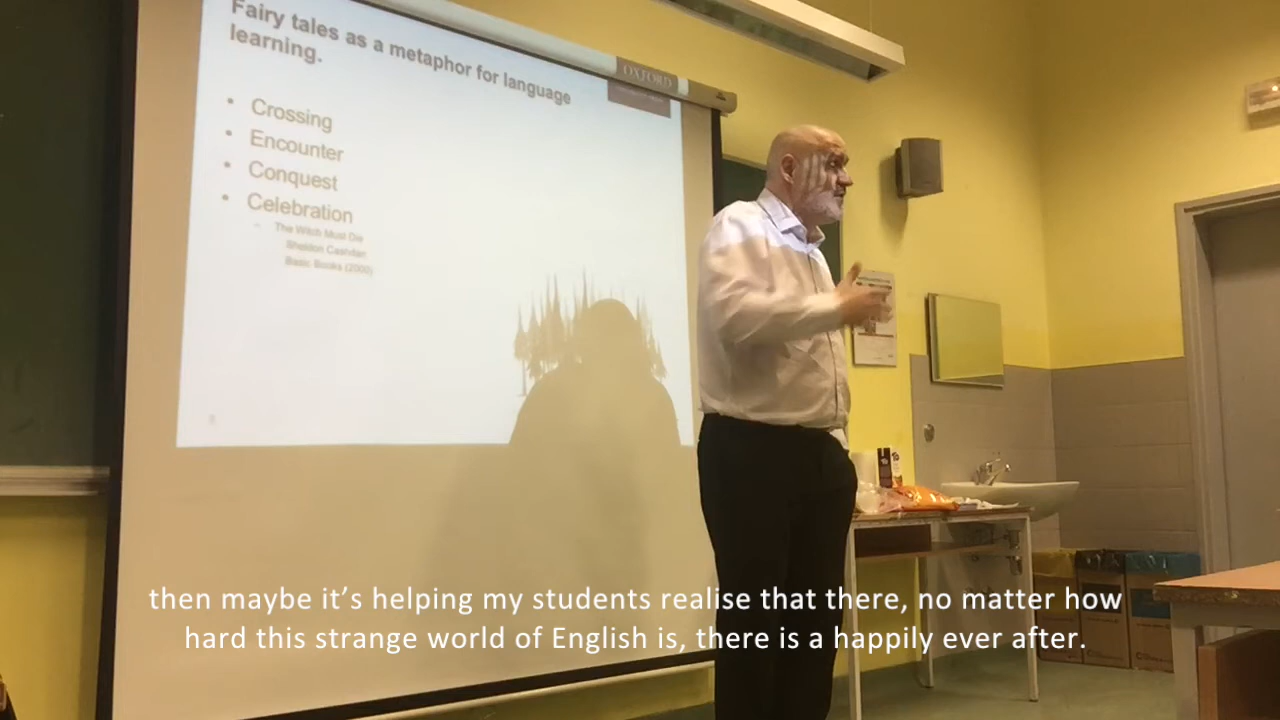 Fairy tales as a metaphor for language
learning.
OXFORD
• Crossing
• Encounter
• Conquest
• Celebration
– The Witch Must Die
Sheldon Cashdan
Basic Books (2000)
then maybe it’s helping my students realise that there, no matter how
hard this strange world of English is, there is a happily ever after.